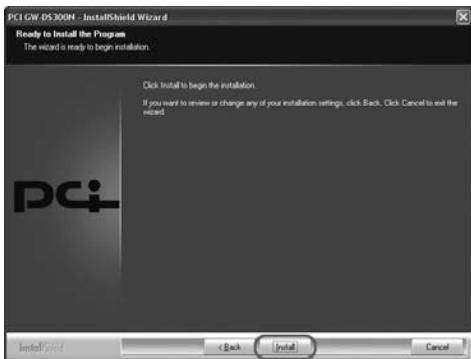 PCI GW-DS300N - InstallShield Wizard
Ready to Install the Program
The wizard is ready to begin installation.
Click Install to begin the installation.
If you want to review or change any of your installation settings, click Back. Click Cancel to exit the
wizard.
PCi
InstallShield
< Back
Install
Cancel